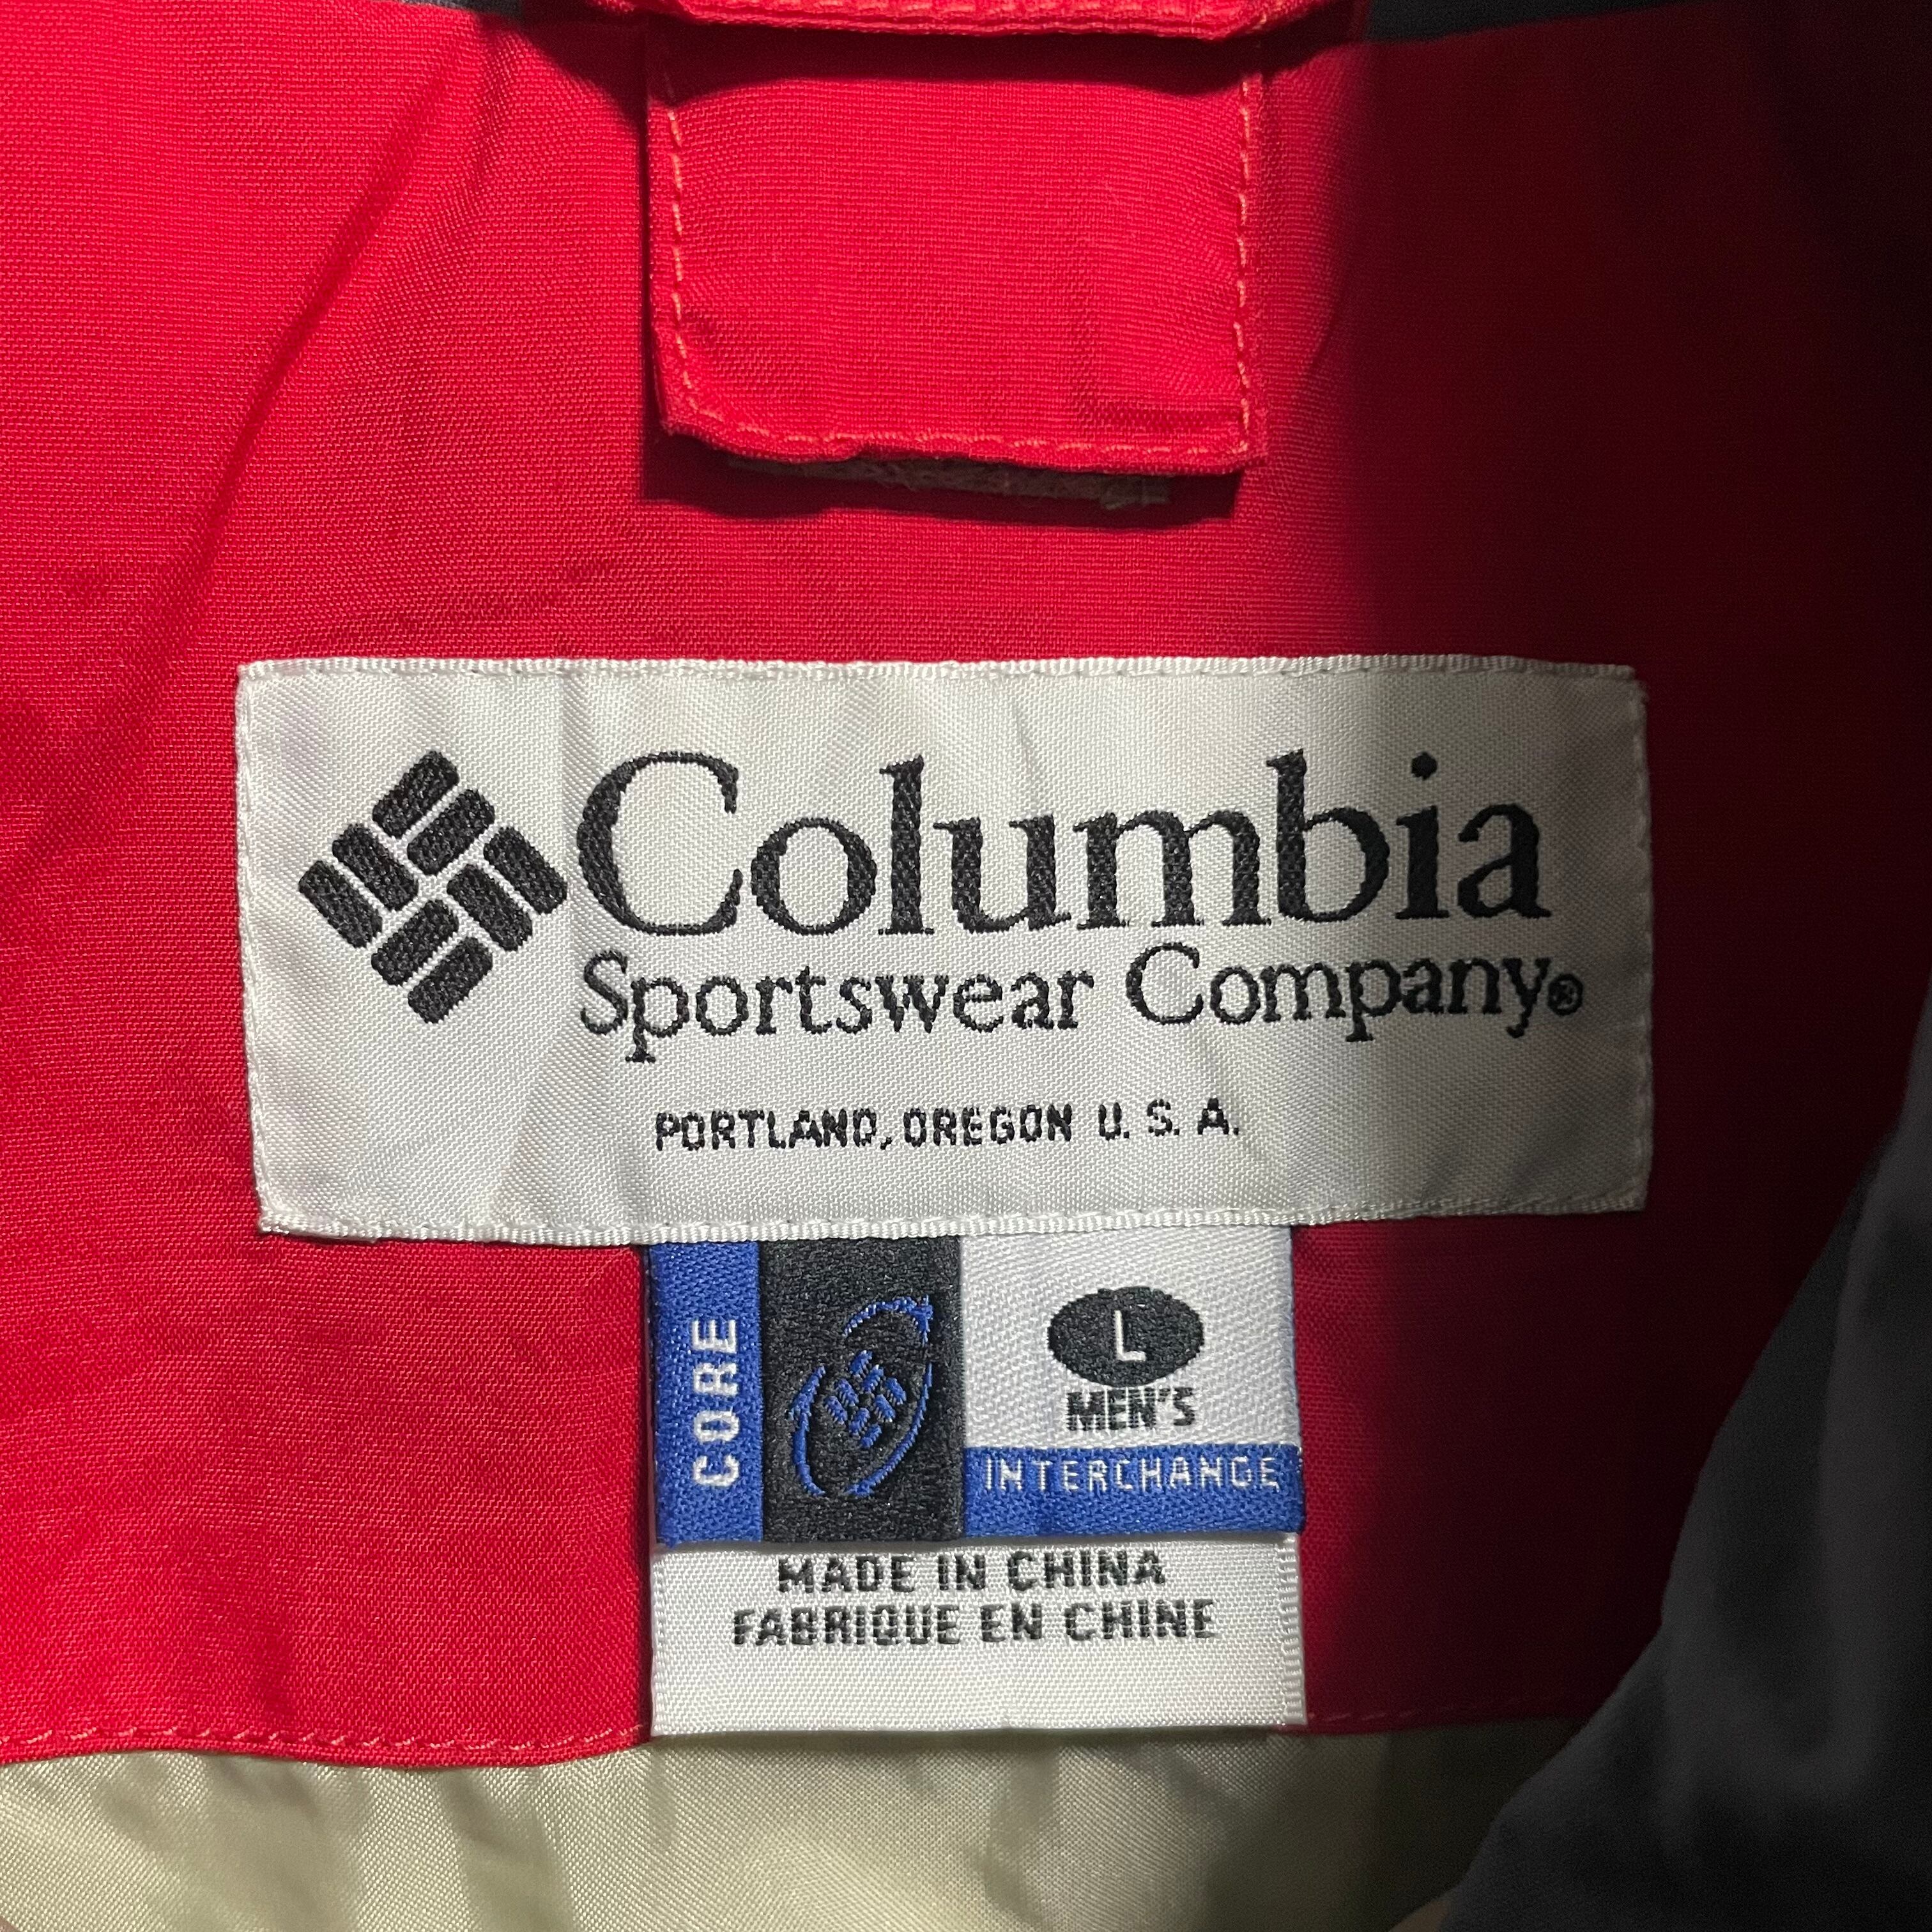 Columbia
Sportswear Company®
PORTLAND, OREGON U. S. A.
CORE
L
MEN'S
INTERCHANGE
MADE IN CHINA
FABRIQUE EN CHINE